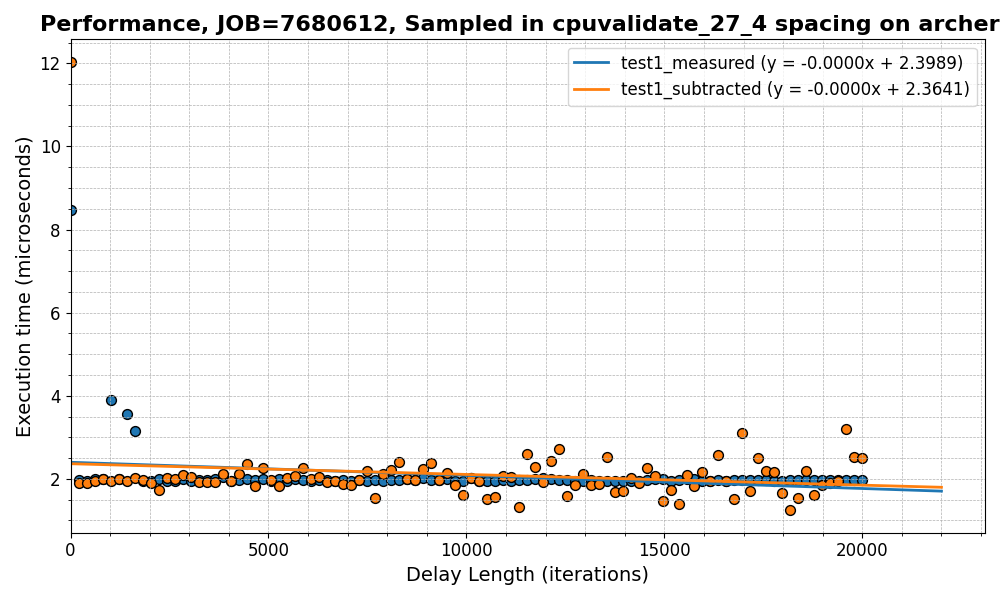 Performance, JOB=7680612, Sampled in cpuvalidate_27_4 spacing on archer
test1_measured (y = -0.0000x + 2.3989)
test1_subtracted (y = -0.0000x + 2.3641)
Execution time (microseconds)
12
10
8
6
4
2
0 5000 10000 15000 20000
Delay Length (iterations)